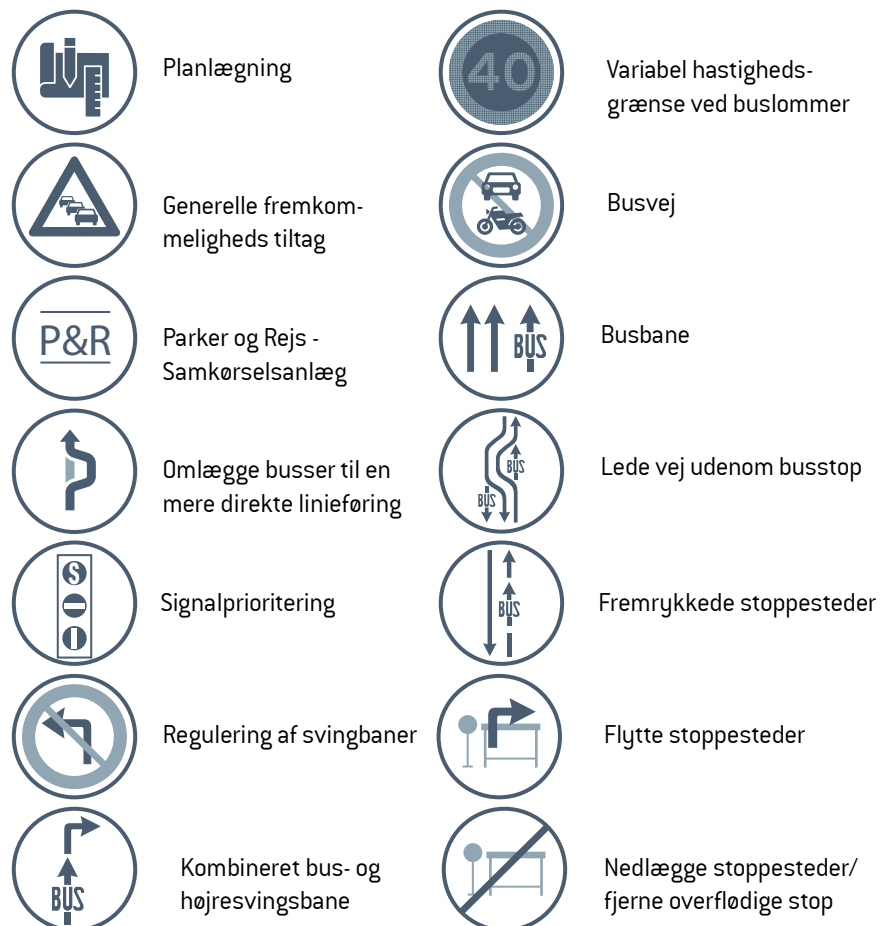 Planlægning
40
Variabel hastigheds-
grænse ved buslommer
Generelle fremkom-
meligheds tiltag
Busvej
P&R
Parker og Rejs -
Samkørselsanlæg
BUS
Busbane
Omlægge busser til en
mere direkte linieføring
BUS
BUS
Lede vej udenom busstop
S
Signalprioritering
BUS
Fremrykkede stoppesteder
Regulering af svingbaner
Flytte stoppesteder
BUS
Kombineret bus- og
højresvingsbane
Nedlægge stoppesteder/
fjerne overflødige stop